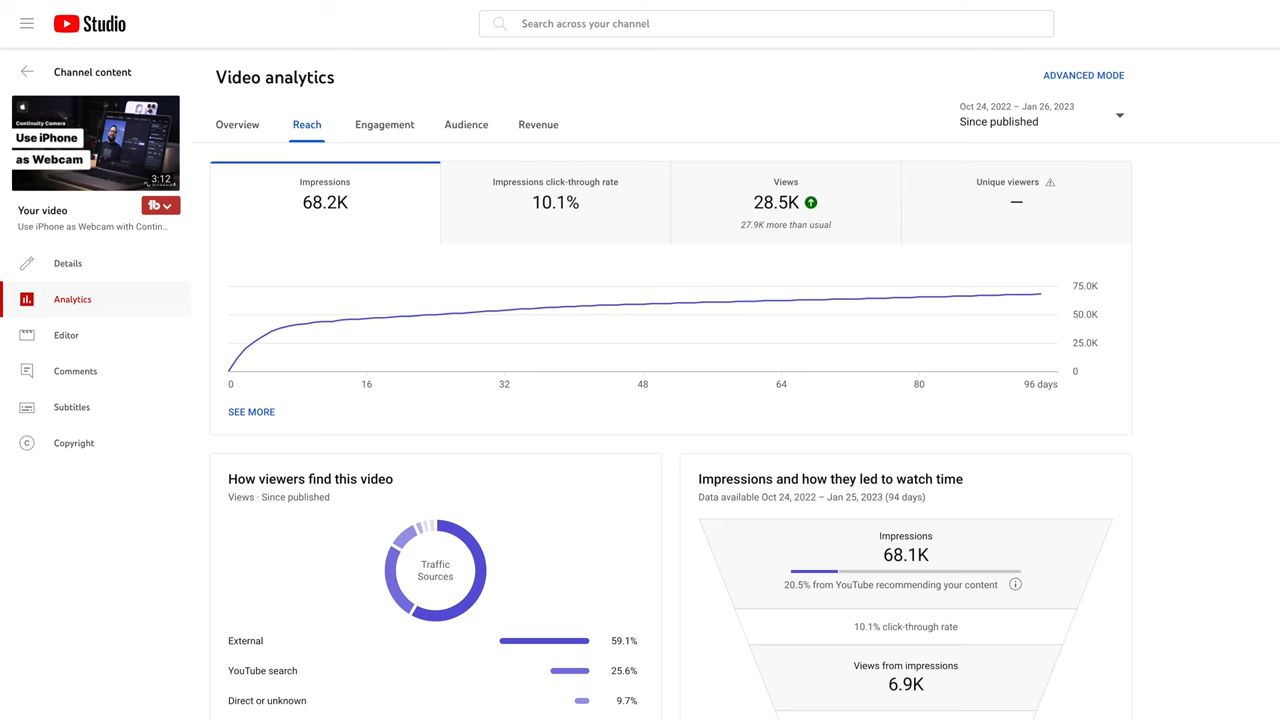 Studio
Search across your channel
Channel content
Continuity Camera
Use iPhone
as Webcam
3:12
Your video
tb
Use iPhone as Webcam with Contin...
Details
Analytics
Editor
Comments
Subtitles
Copyright
Video analytics
ADVANCED MODE
Overview
Reach
Engagement
Audience
Revenue
Oct 24, 2022 – Jan 26, 2023
Since published
Impressions
68.2K
Impressions click-through rate
10.1%
Views
28.5K
27.9K more than usual
Unique viewers
—
75.0K
50.0K
25.0K
0
0 16 32 48 64 80 96 days
SEE MORE
How viewers find this video
Views · Since published
Traffic
Sources
External 59.1%
YouTube search 25.6%
Direct or unknown 9.7%
Impressions and how they led to watch time
Data available Oct 24, 2022 – Jan 25, 2023 (94 days)
Impressions
68.1K
20.5% from YouTube recommending your content
10.1% click-through rate
Views from impressions
6.9K